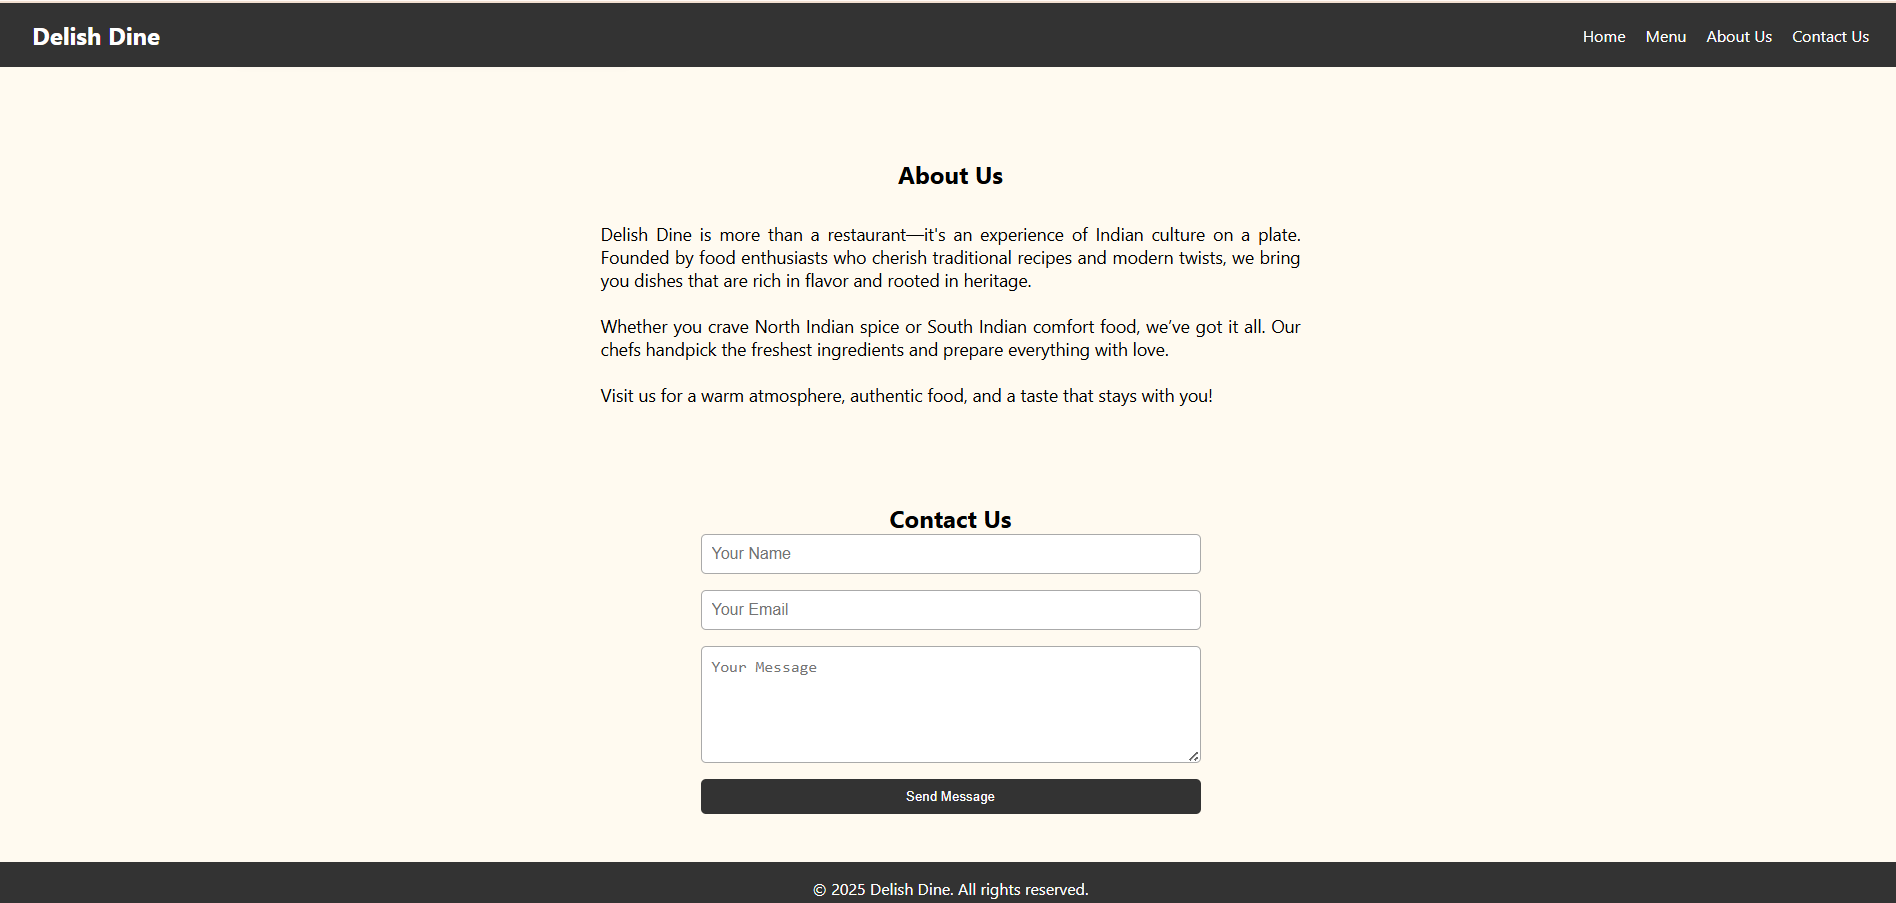 Delish Dine
Home Menu About Us Contact Us
About Us
Delish Dine is more than a restaurant—it's an experience of Indian culture on a plate.
Founded by food enthusiasts who cherish traditional recipes and modern twists, we bring
you dishes that are rich in flavor and rooted in heritage.
Whether you crave North Indian spice or South Indian comfort food, we’ve got it all. Our
chefs handpick the freshest ingredients and prepare everything with love.
Visit us for a warm atmosphere, authentic food, and a taste that stays with you!
Contact Us
Your Name
Your Email
Your Message
Send Message
© 2025 Delish Dine. All rights reserved.